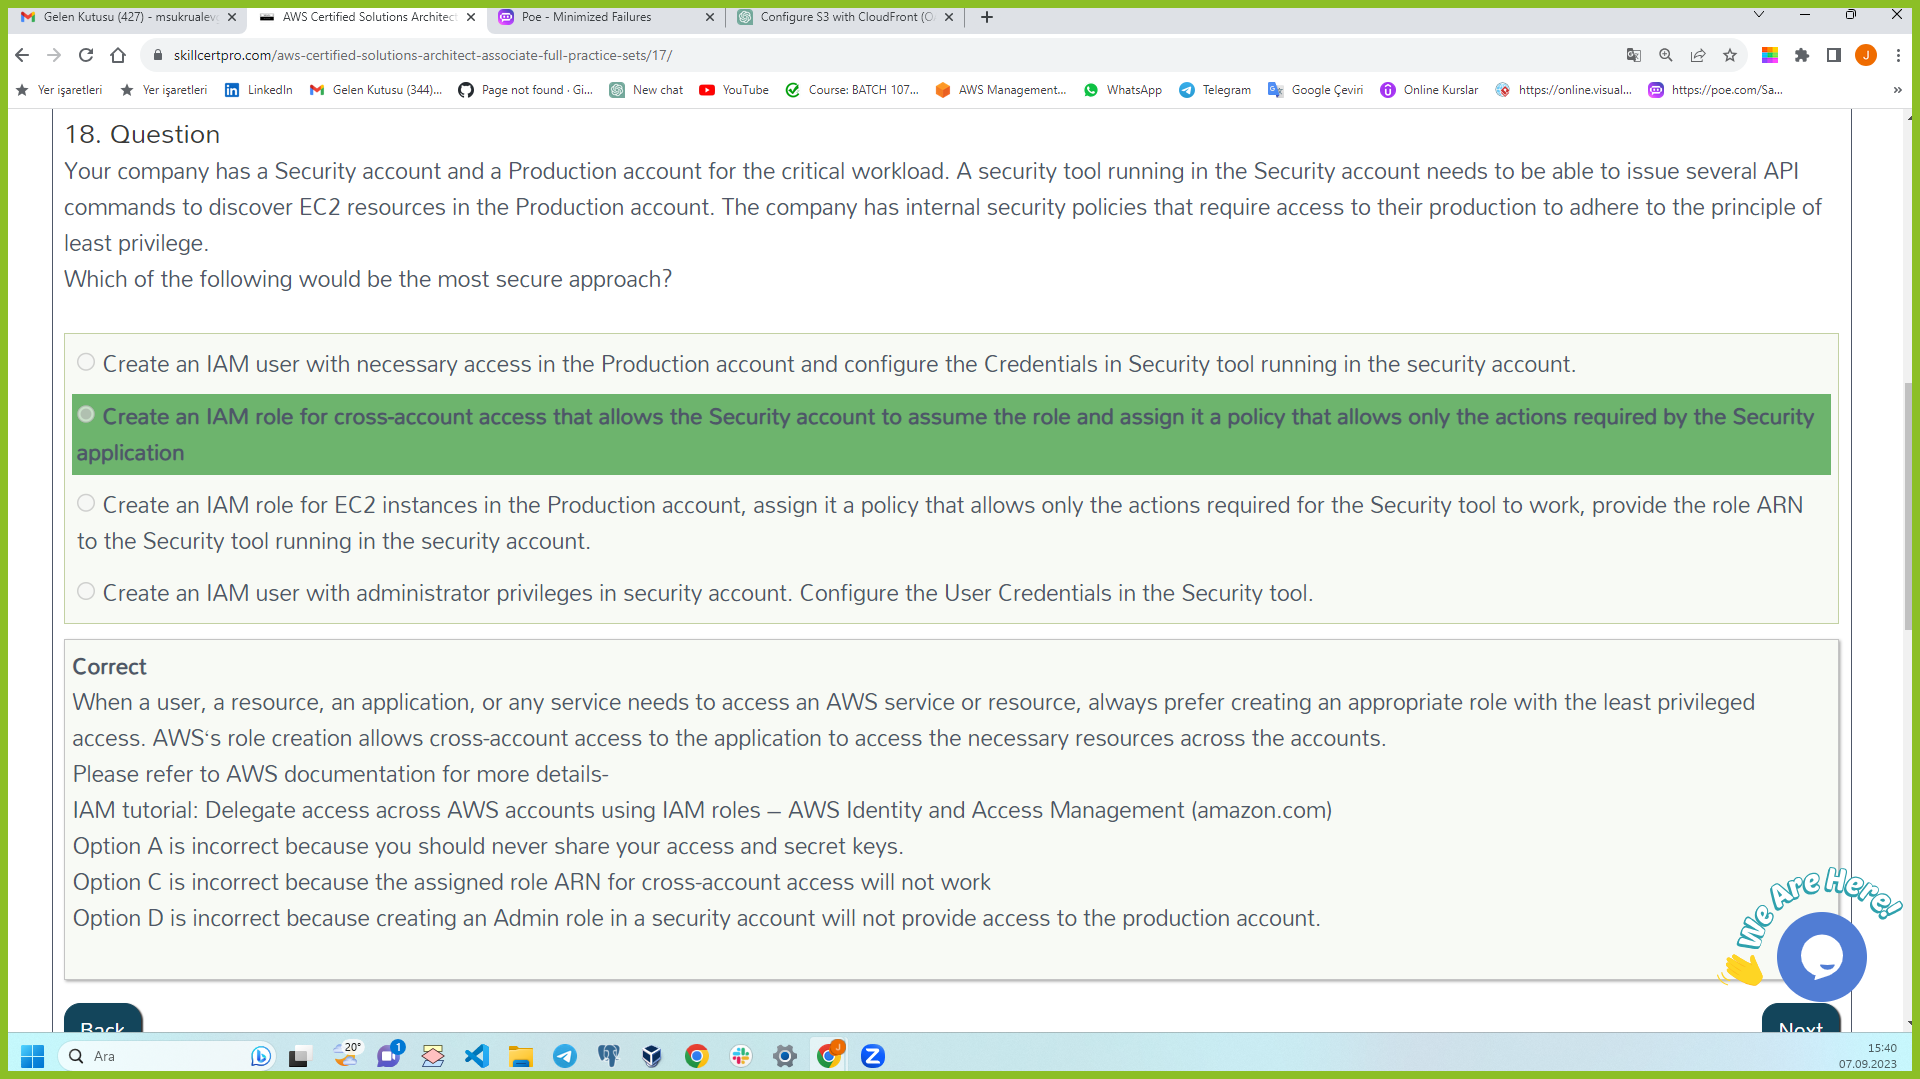 Gelen Kutusu (427) - msukrualev
AWS Certified Solutions Architect
Poe - Minimized Failures
Configure S3 with CloudFront (O
skillcertpro.com/aws-certified-solutions-architect-associate-full-practice-sets/17/
J
Yer işaretleri
Yer işaretleri
LinkedIn
Gelen Kutusu (344)...
Page not found · Gi...
New chat
YouTube
Course: BATCH 107...
AWS Management...
WhatsApp
Telegram
Google Çeviri
Online Kurslar
https://online.visual...
https://poe.com/Sa...
18. Question
Your company has a Security account and a Production account for the critical workload. A security tool running in the Security account needs to be able to issue several API
commands to discover EC2 resources in the Production account. The company has internal security policies that require access to their production to adhere to the principle of
least privilege.
Which of the following would be the most secure approach?
Create an IAM user with necessary access in the Production account and configure the Credentials in Security tool running in the security account.
Create an IAM role for cross-account access that allows the Security account to assume the role and assign it a policy that allows only the actions required by the Security
application
Create an IAM role for EC2 instances in the Production account, assign it a policy that allows only the actions required for the Security tool to work, provide the role ARN
to the Security tool running in the security account.
Create an IAM user with administrator privileges in security account. Configure the User Credentials in the Security tool.
Correct
When a user, a resource, an application, or any service needs to access an AWS service or resource, always prefer creating an appropriate role with the least privileged
access. AWS‘s role creation allows cross-account access to the application to access the necessary resources across the accounts.
Please refer to AWS documentation for more details-
IAM tutorial: Delegate access across AWS accounts using IAM roles – AWS Identity and Access Management (amazon.com)
Option A is incorrect because you should never share your access and secret keys.
Option C is incorrect because the assigned role ARN for cross-account access will not work
Option D is incorrect because creating an Admin role in a security account will not provide access to the production account.
We Are Here!
Back
Next
Ara
20°
1
J
Z
15:40
07.09.2023